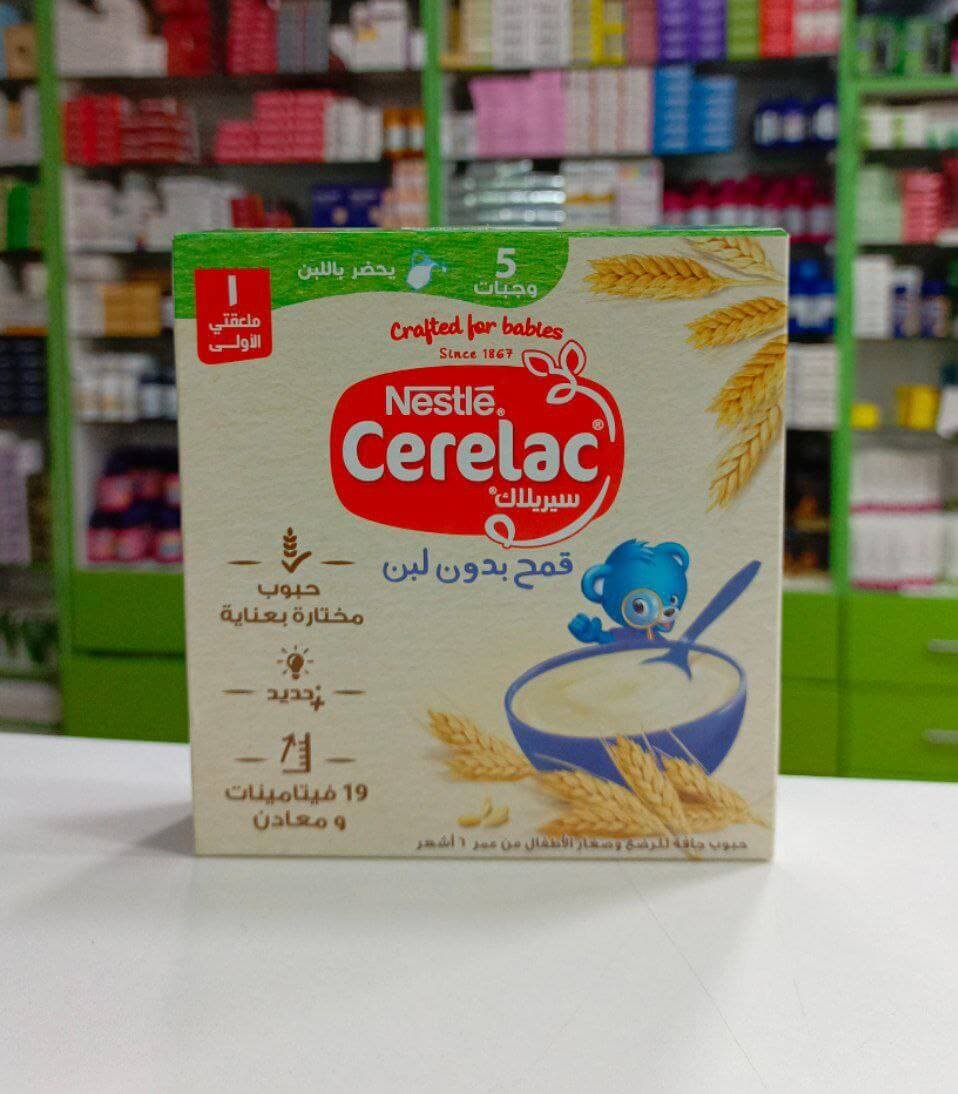 5
وجبات
يحضر باللبن
١
ملعقتي
الأولى
Crafted for babies
Since 1867
Nestlé®
Cerelac®
سيريلاك®
قمح بدون لبن
حبوب
مختارة بعناية
حديد+
19 فيتامينات
و معادن
حبوب جافة للرضع وصغار الأطفال من عمر ٦ أشهر